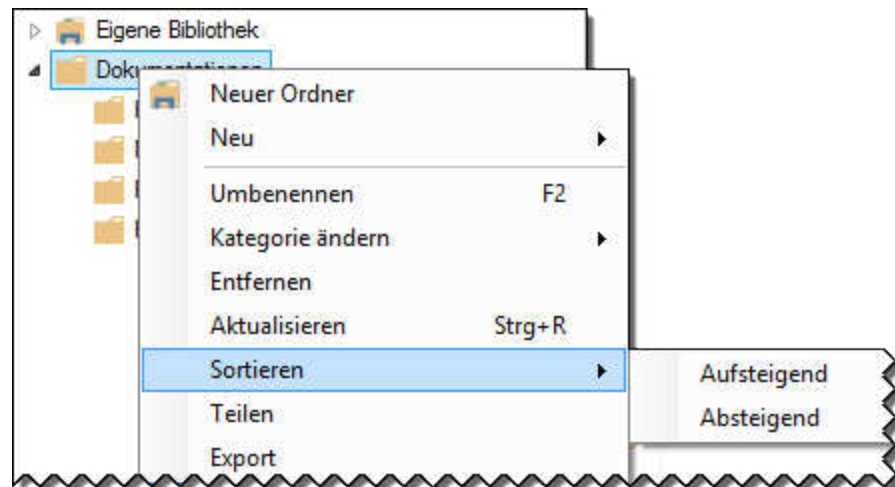 Eigene Bibliothek
Neuer Ordner
Neu
Umbenennen F2
Kategorie ändern
Entfernen
Aktualisieren Strg+R
Sortieren
Aufsteigend
Absteigend
Teilen
Export